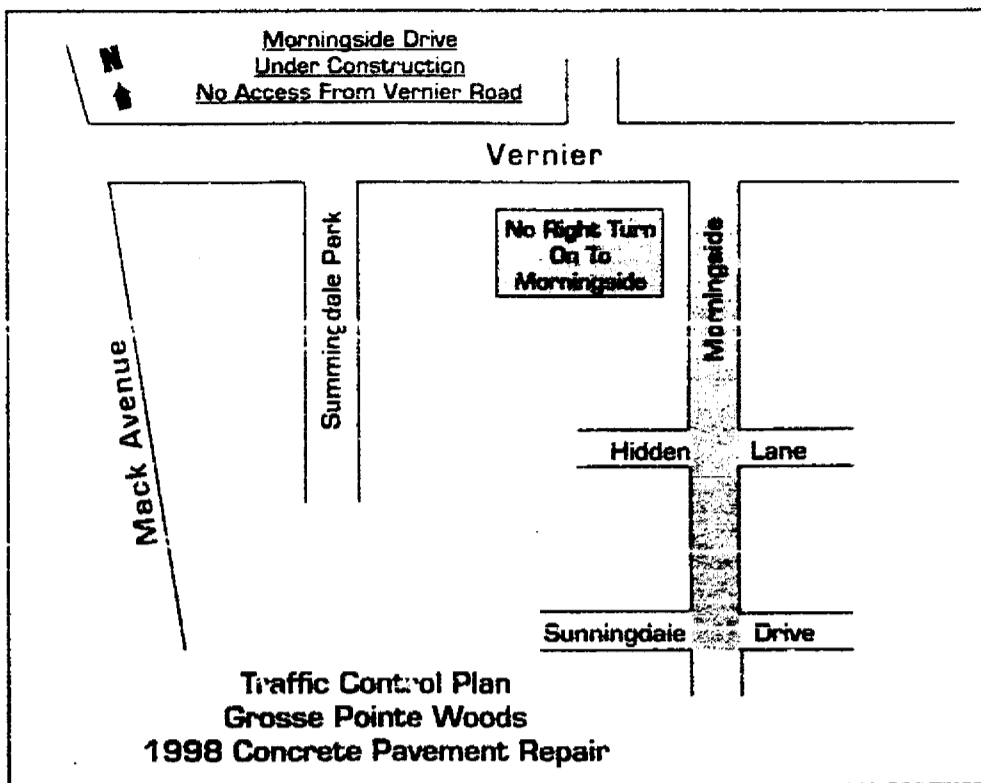 N
Morningside Drive
Under Construction
No Access From Vernier Road
Vernier
No Right Turn
On To
Morningside
Morningside
Summingdale Park
Mack Avenue
Hidden Lane
Sunningdale Drive
Traffic Control Plan
Grosse Pointe Woods
1998 Concrete Pavement Repair